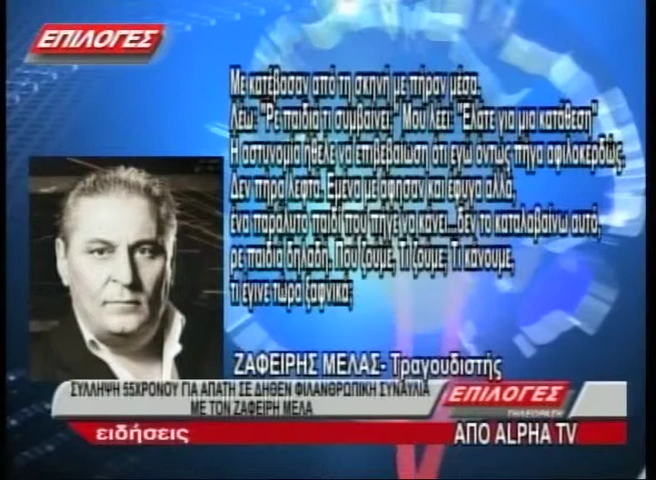 ΕΠΙΛΟΓΕΣ
Με κατέβασαν από τη σκηνή με πήραν μέσα.
Λέω: "Ρε παιδιά τι συμβαίνει;" Μου λέει: "Ελάτε για μια κατάθεση"
Η αστυνομία ήθελε να επιβεβαίωση ότι εγώ όντως πήγα αφιλοκερδώς.
Δεν πήρα λεφτά. Εμένα με άφησαν και έφυγα αλλά,
ένα παράλυτο παιδί που πήγε να κάνει...δεν το καταλαβαίνω αυτό,
ρε παιδιά δηλαδή. Που ζούμε, Τι ζούμε; Τι κάνουμε,
τι έγινε τώρα ξαφνικά;
ΖΑΦΕΙΡΗΣ ΜΕΛΑΣ- Τραγουδιστής
ΣΥΛΛΗΨΗ 55ΧΡΟΝΟΥ ΓΙΑ ΑΠΑΤΗ ΣΕ ΔΗΘΕΝ ΦΙΛΑΝΘΡΩΠΙΚΗ ΣΥΝΑΥΛΙΑ
ΜΕ ΤΟΝ ΖΑΦΕΙΡΗ ΜΕΛΑ
ΕΠΙΛΟΓΕΣ
ΤΗΛΕΟΡΑΣΗ
ειδήσεις
ΑΠΟ ALPHA TV